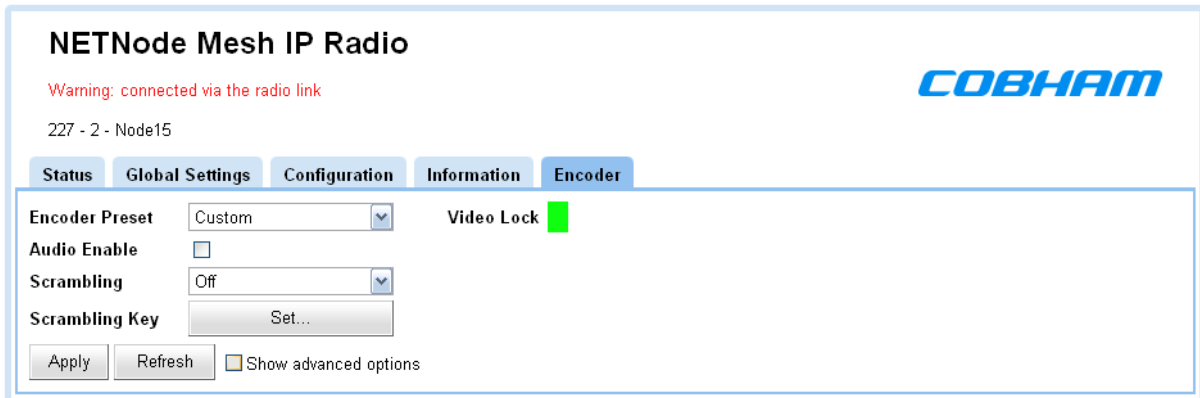 NETNode Mesh IP Radio
Warning: connected via the radio link
COBHAM
227 - 2 - Node15
Status Global Settings Configuration Information Encoder
Encoder Preset Custom Video Lock
Audio Enable
Scrambling Off
Scrambling Key Set...
Apply Refresh Show advanced options